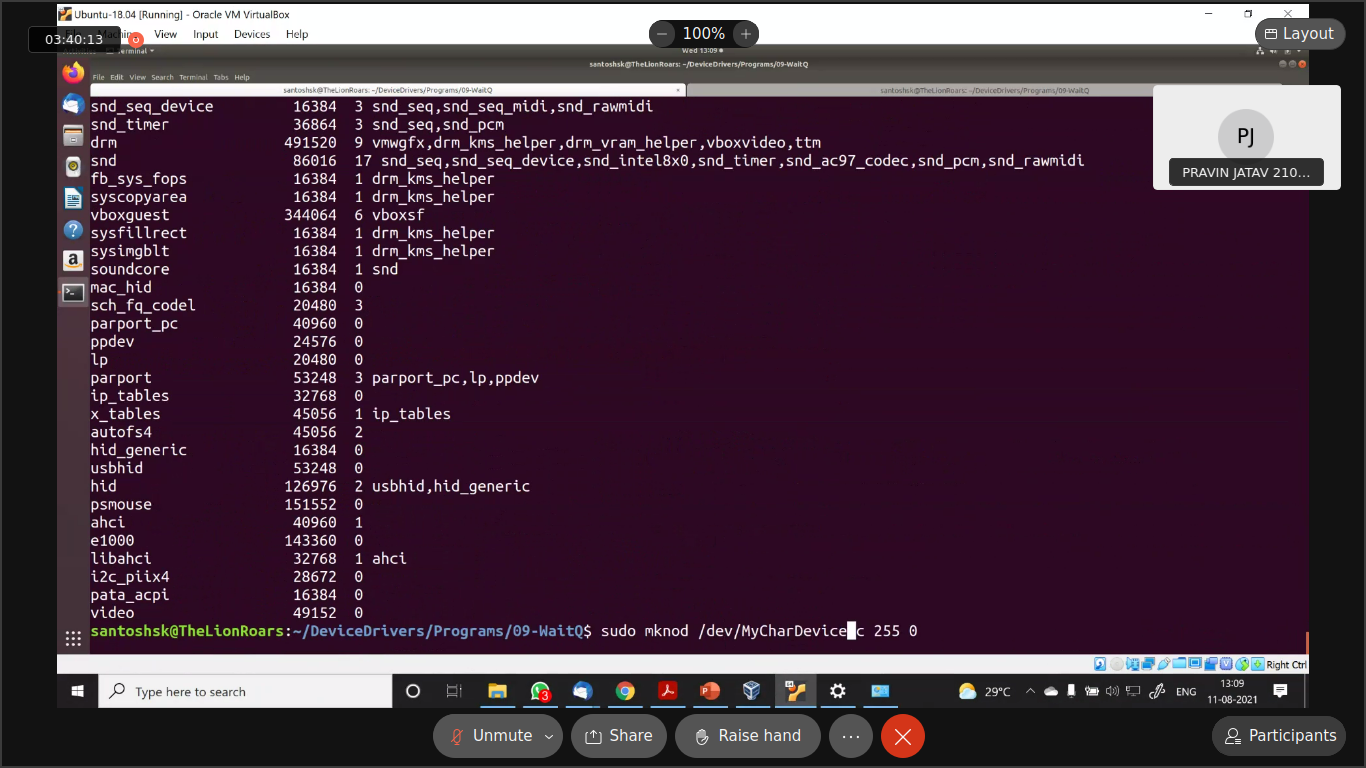 Ubuntu-18.04 [Running] - Oracle VM VirtualBox
03:40:13
View Input Devices Help
100%
Layout
Terminal
Wed 13:09
santoshsk@TheLionRoars: ~/DeviceDrivers/Programs/09-WaitQ
File Edit View Search Terminal Tabs Help
santoshsk@TheLionRoars: ~/DeviceDrivers/Programs/09-WaitQ
santoshsk@TheLionRoars: ~/DeviceDrivers/Programs/09-WaitQ
PJ
PRAVIN JATAV 210...
snd_seq_device 16384 3 snd_seq,snd_seq_midi,snd_rawmidi
snd_timer 36864 3 snd_seq,snd_pcm
drm 491520 9 vmwgfx,drm_kms_helper,drm_vram_helper,vboxvideo,ttm
snd 86016 17 snd_seq,snd_seq_device,snd_intel8x0,snd_timer,snd_ac97_codec,snd_pcm,snd_rawmidi
fb_sys_fops 16384 1 drm_kms_helper
syscopyarea 16384 1 drm_kms_helper
vboxguest 344064 6 vboxsf
sysfillrect 16384 1 drm_kms_helper
sysimgblt 16384 1 drm_kms_helper
soundcore 16384 1 snd
mac_hid 16384 0
sch_fq_codel 20480 3
parport_pc 40960 0
ppdev 24576 0
lp 20480 0
parport 53248 3 parport_pc,lp,ppdev
ip_tables 32768 0
x_tables 45056 1 ip_tables
autofs4 45056 2
hid_generic 16384 0
usbhid 53248 0
hid 126976 2 usbhid,hid_generic
psmouse 151552 0
ahci 40960 1
e1000 143360 0
libahci 32768 1 ahci
i2c_piix4 28672 0
pata_acpi 16384 0
video 49152 0
santoshsk@TheLionRoars:~/DeviceDrivers/Programs/09-WaitQ$ sudo mknod /dev/MyCharDevice c 255 0
Right Ctrl
Type here to search
3
29°C
ENG
13:09
11-08-2021
Unmute
Share
Raise hand
Participants